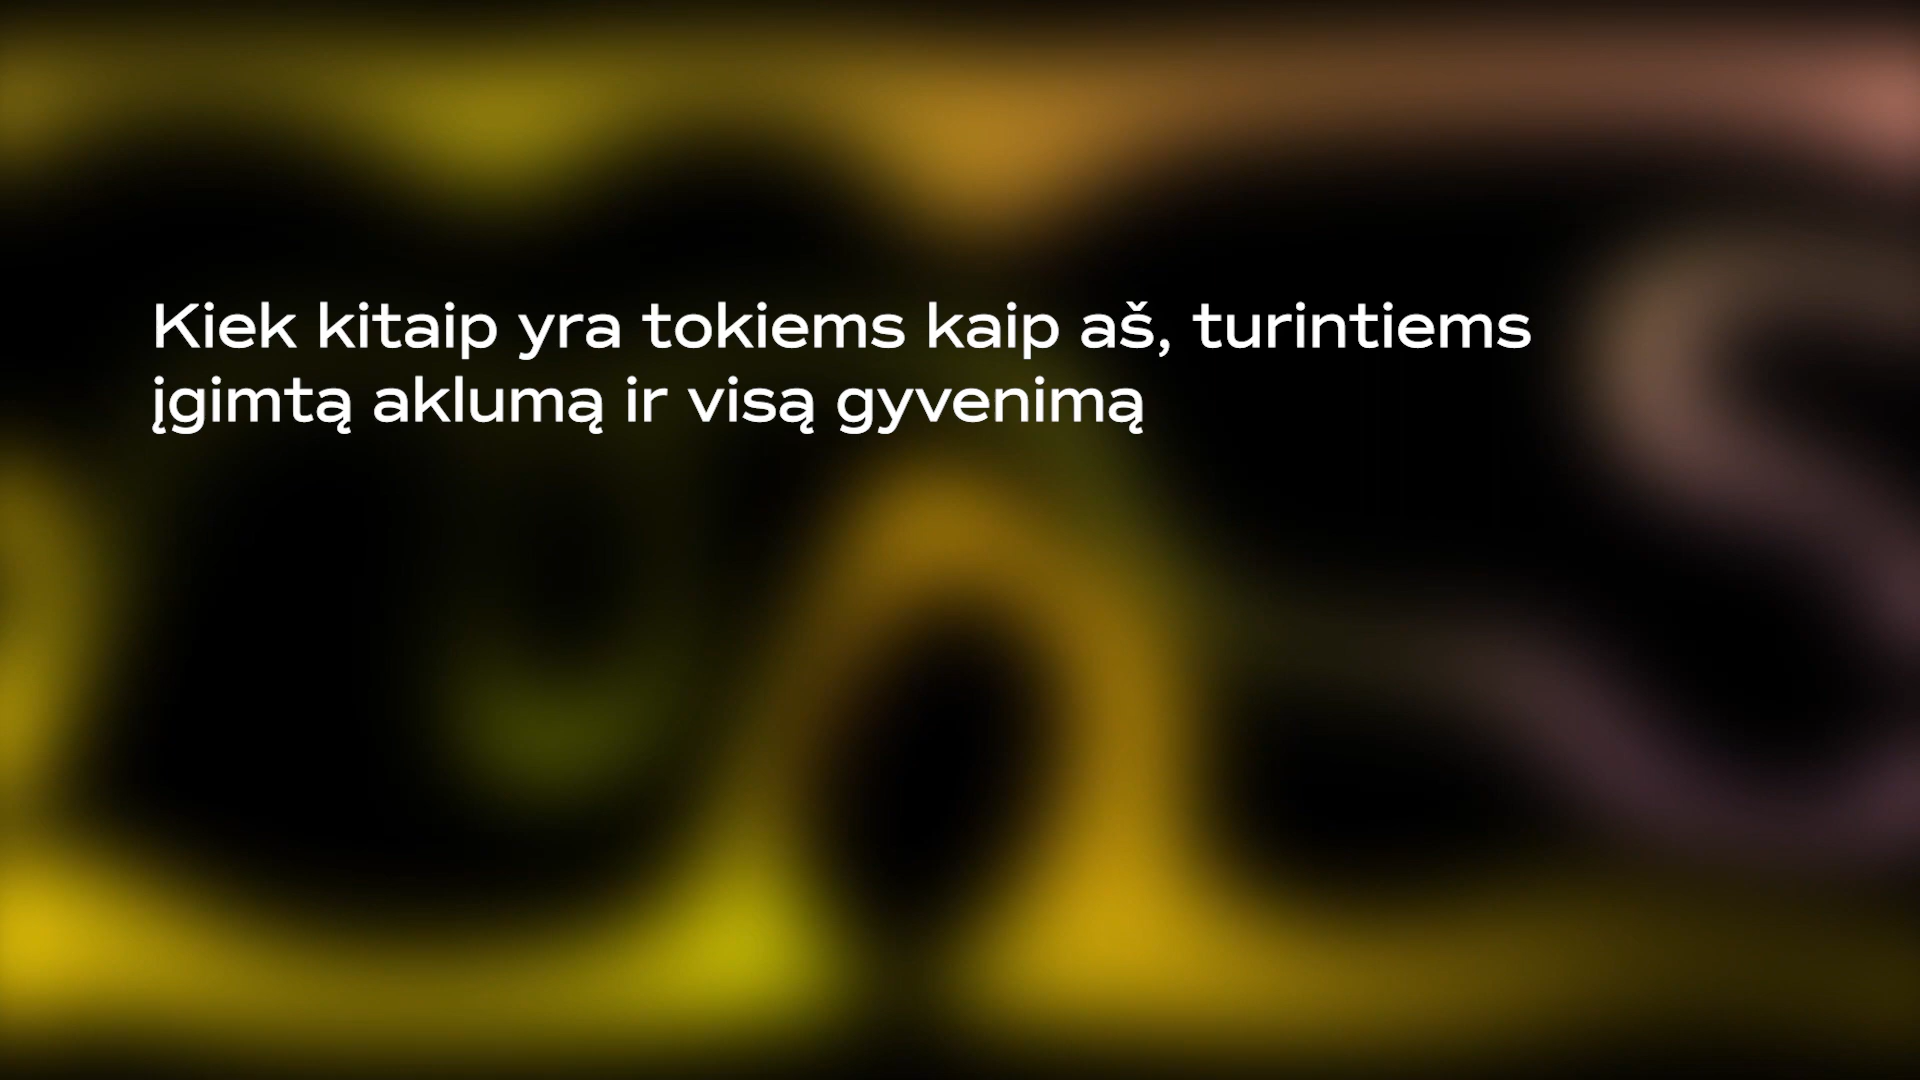 Kiek kitaip yra tokiems kaip aš, turintiems
įgimtą aklumą ir visą gyvenimą